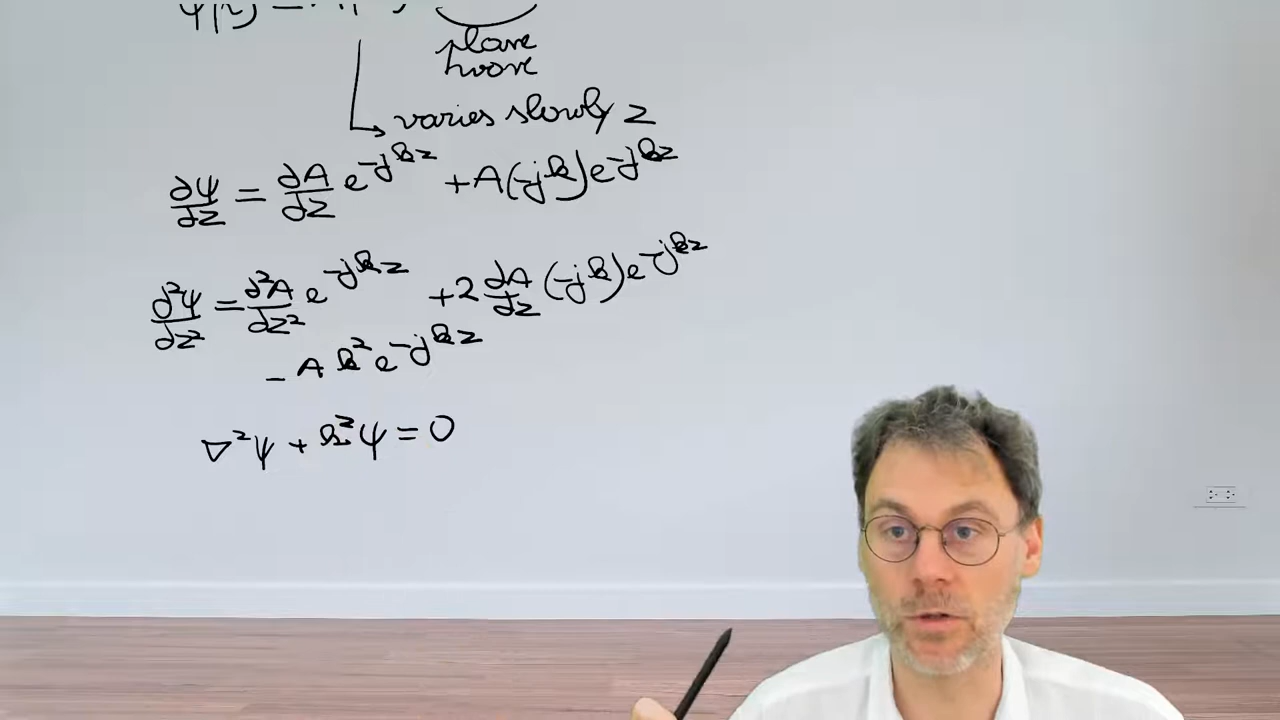 ψ(r) = A(
plane
wave
varies slowly z
∂ψ/∂z = ∂A/∂z e^{-jkz} + A(-jk)e^{-jkz}
∂²ψ/∂z² = ∂²A/∂z² e^{-jkz} + 2 ∂A/∂z (-jk)e^{-jkz}
- A k² e^{-jkz}
∇²ψ + k²ψ = 0